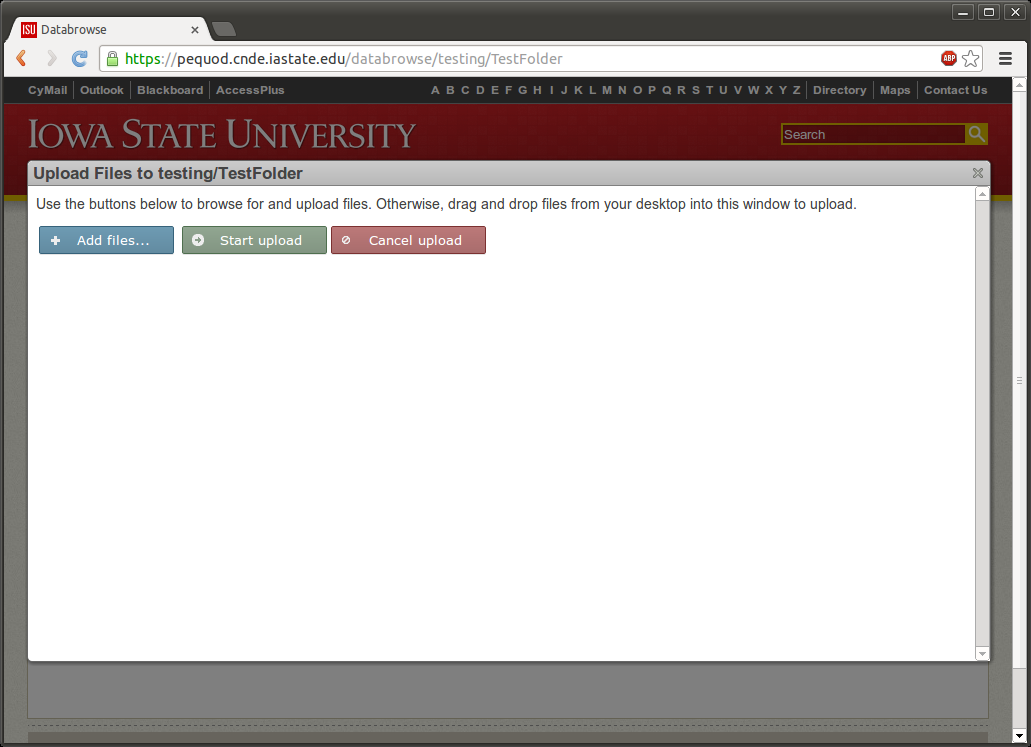 ISU Databrowse
https://pequod.cnde.iastate.edu/databrowse/testing/TestFolder ABP
CyMail Outlook Blackboard AccessPlus A B C D E F G H I J K L M N O P Q R S T U V W X Y Z Directory Maps Contact Us
IOWA STATE UNIVERSITY
Search
Upload Files to testing/TestFolder
Use the buttons below to browse for and upload files. Otherwise, drag and drop files from your desktop into this window to upload.
Add files... Start upload Cancel upload